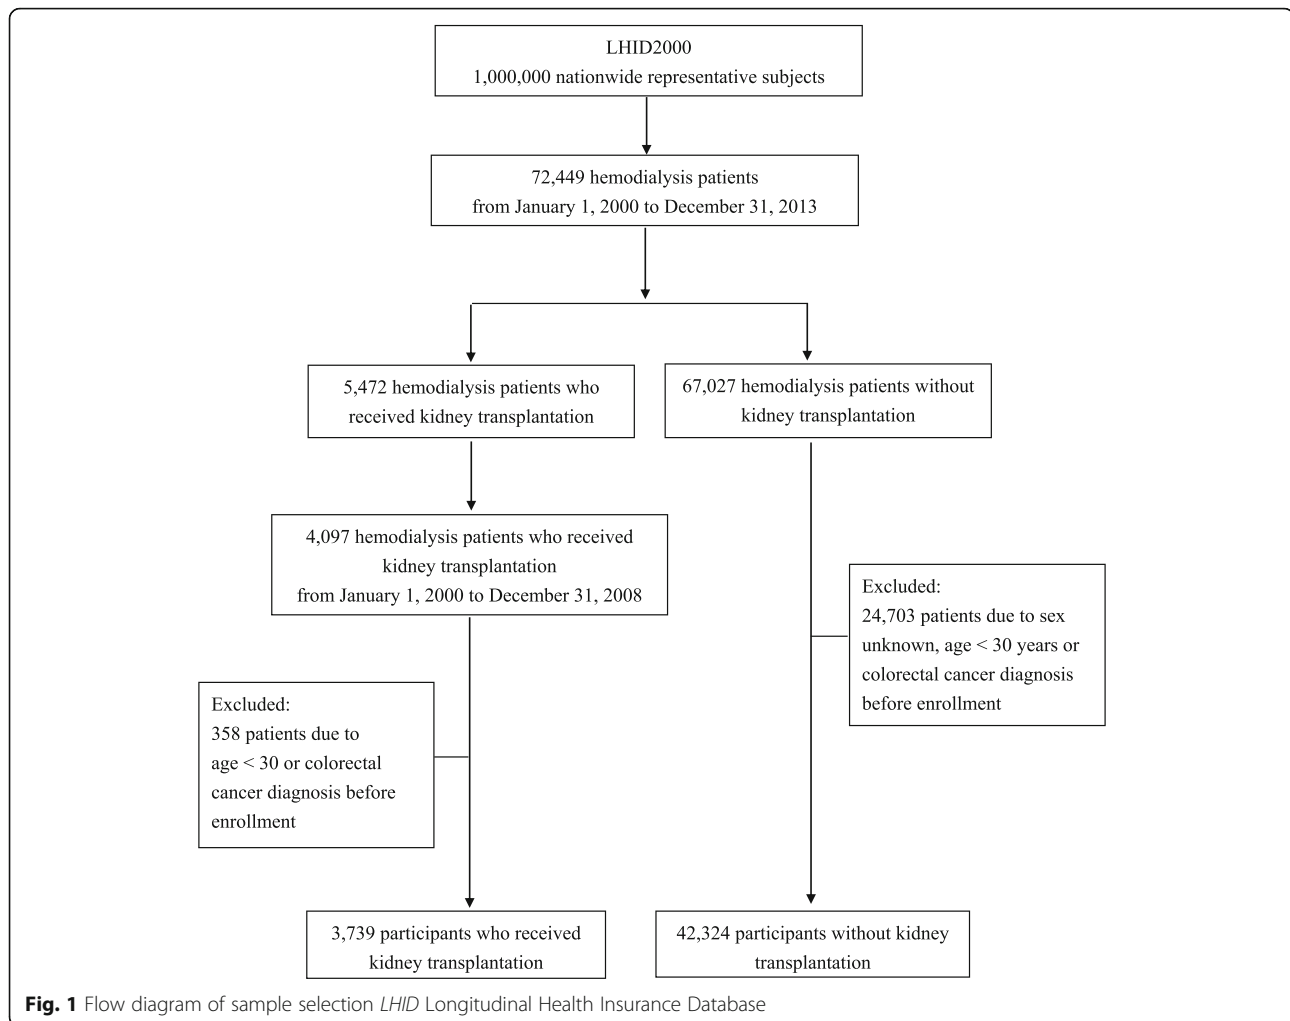 LHID2000
1,000,000 nationwide representative subjects
72,449 hemodialysis patients
from January 1, 2000 to December 31, 2013
5,472 hemodialysis patients who
received kidney transplantation
67,027 hemodialysis patients without
kidney transplantation
4,097 hemodialysis patients who received
kidney transplantation
from January 1, 2000 to December 31, 2008
Excluded:
24,703 patients due to sex
unknown, age < 30 years or
colorectal cancer diagnosis
before enrollment
Excluded:
358 patients due to
age < 30 or colorectal
cancer diagnosis before
enrollment
3,739 participants who received
kidney transplantation
42,324 participants without kidney
transplantation
Fig. 1 Flow diagram of sample selection LHID Longitudinal Health Insurance Database